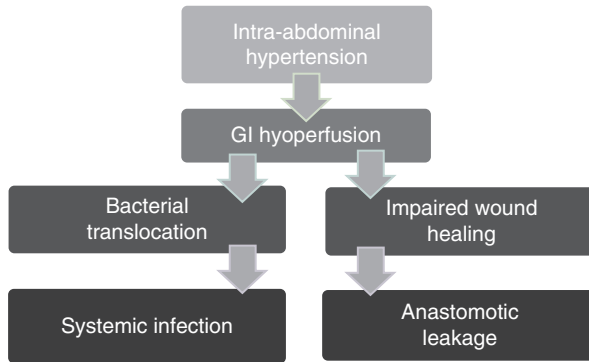 Intra-abdominal
hypertension
GI hyoperfusion
Bacterial
translocation
Impaired wound
healing
Systemic infection
Anastomotic
leakage